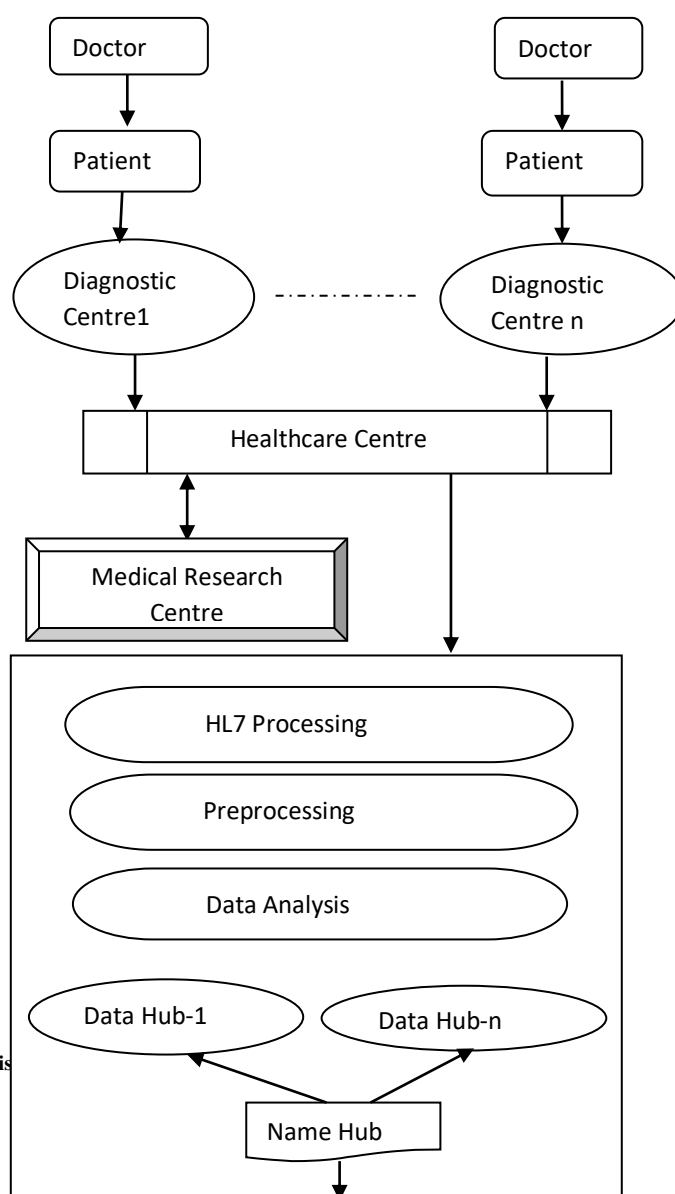 Doctor
Doctor
Patient
Patient
Diagnostic
Centre1
Diagnostic
Centre n
Healthcare Centre
Medical Research
Centre
HL7 Processing
Preprocessing
Data Analysis
Data Hub-1
Data Hub-n
is
Name Hub